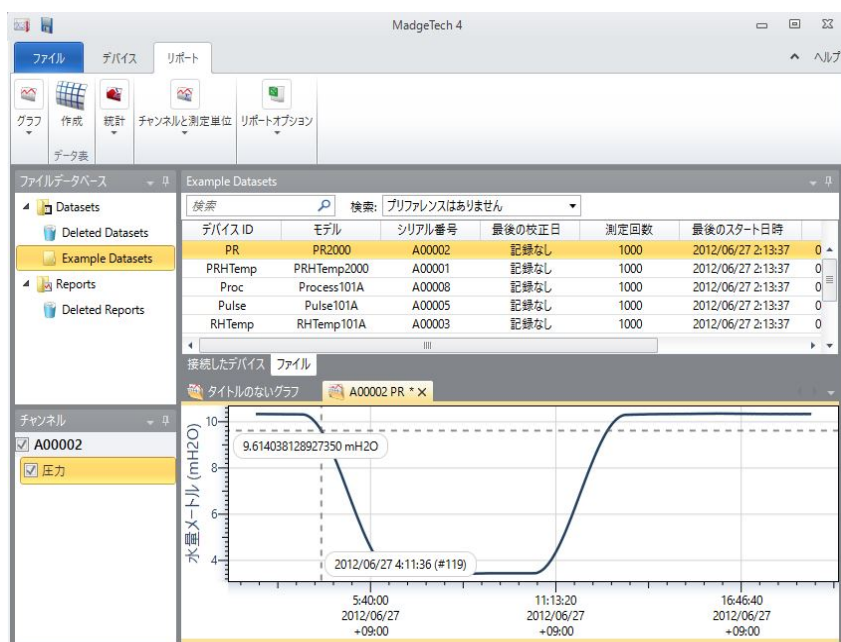 MadgeTech 4
ファイル デバイス リポート ヘルプ
グラフ 作成 統計 チャンネルと測定単位 リポートオプション
データ表
ファイルデータベース
Datasets
Deleted Datasets
Example Datasets
Reports
Deleted Reports
Example Datasets
検索 検索: プリファレンスはありません
デバイス ID モデル シリアル番号 最後の校正日 測定回数 最後のスタート日時
PR PR2000 A00002 記録なし 1000 2012/06/27 2:13:37 0
PRHTemp PRHTemp2000 A00001 記録なし 1000 2012/06/27 2:13:37 0
Proc Process101A A00008 記録なし 1000 2012/06/27 2:13:37 0
Pulse Pulse101A A00005 記録なし 1000 2012/06/27 2:13:37 0
RHTemp RHTemp101A A00003 記録なし 1000 2012/06/27 2:13:37 0
接続したデバイス ファイル
タイトルのないグラフ A00002 PR *
チャンネル
A00002
圧力
水量メートル (mH2O)
10
8
6
4
9.614038128927350 mH2O
2012/06/27 4:11:36 (#119)
5:40:00 11:13:20 16:46:40
2012/06/27 2012/06/27 2012/06/27
+09:00 +09:00 +09:00